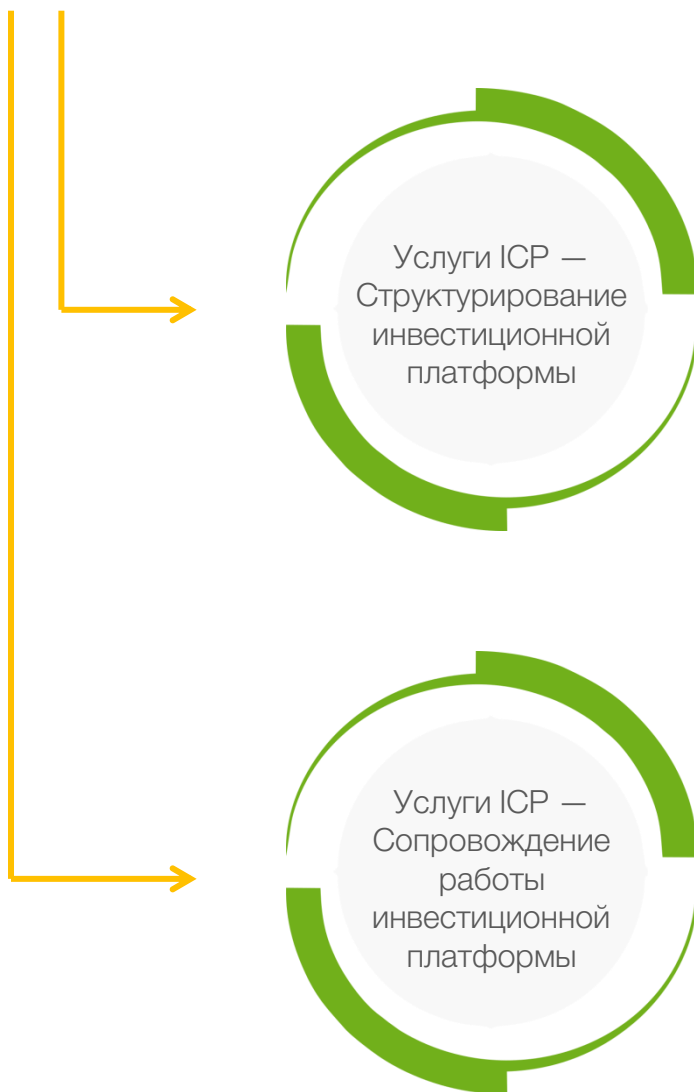 Услуги ICP —
Структурирование
инвестиционной
платформы
Услуги ICP —
Сопровождение
работы
инвестиционной
платформы